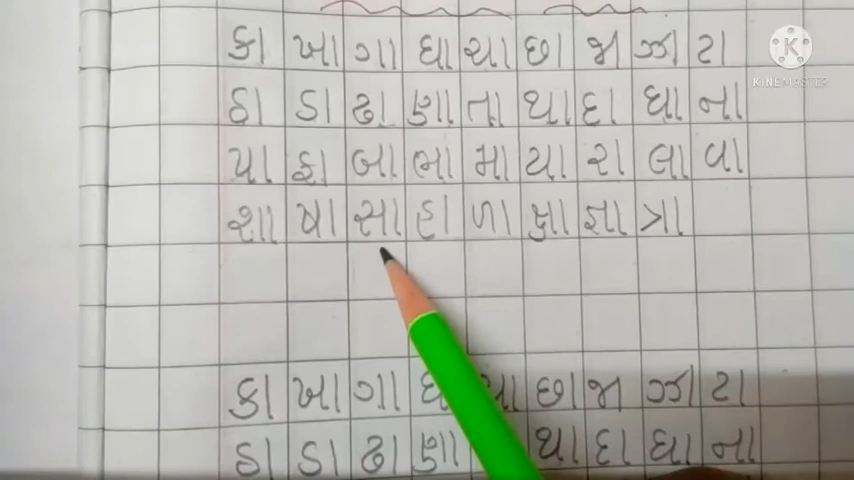 કા ખા ગા ઘા ચા છા જા ઝા ટા
ઠા ડા ઢા ણા તા થા દા ધા ના
પા ફા બા ભા મા યા રા લા વા
શા ષા સા હા ળા ક્ષા જ્ઞા ત્રા
કા ખા ગા ઘા ચા છા જા ઝા ટા
ઠા ડા ઢા ણા થા દા ધા ના
K
KINEMASTER